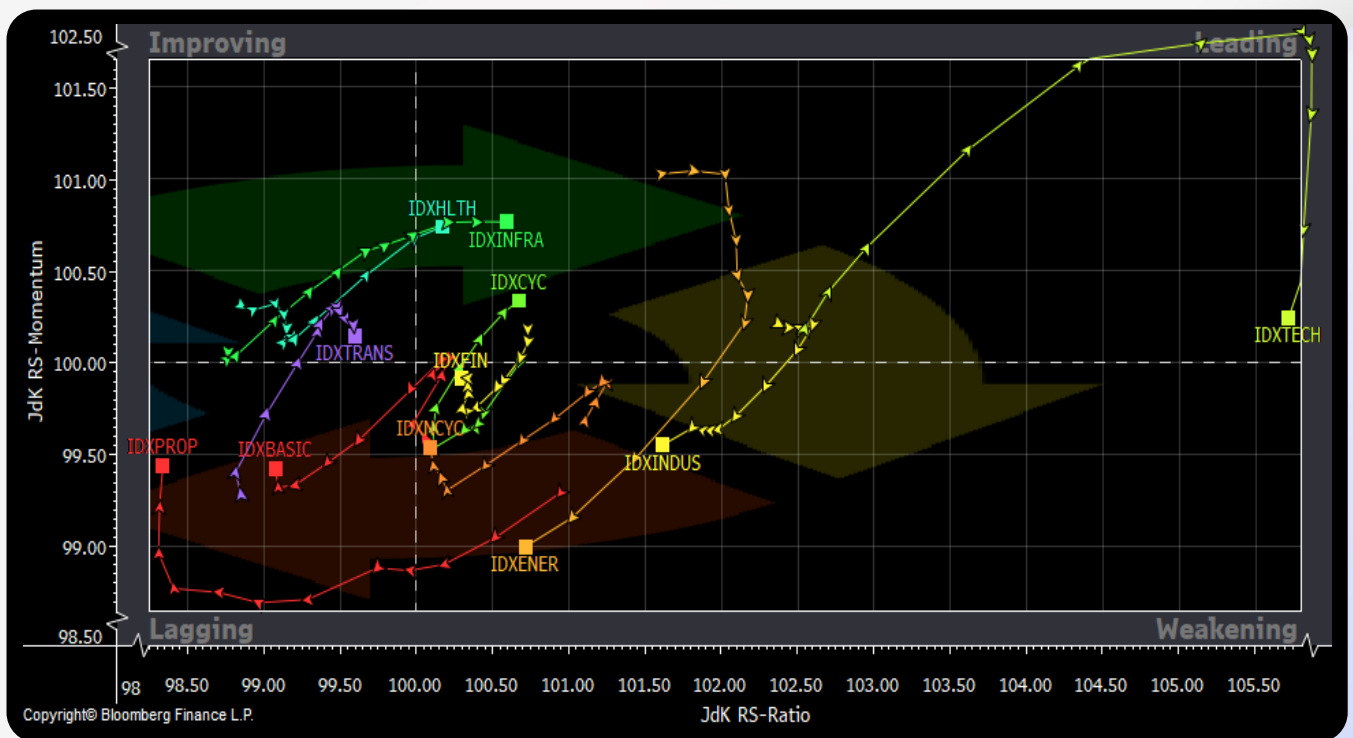 102.50
Improving
Leading
101.50
101.00
IDXHLTH
IDXINFRA
100.50
IDXCYC
IDXTECH
IDXTRANS
IDXFIN
100.00
IDXNCYC
IDXPROP
IDXBASIC
99.50
IDXINDUS
99.00
IDXENER
98.50
Lagging
Weakening
JdK RS-Momentum
98
98.50
99.00
99.50
100.00
100.50
101.00
101.50
102.00
102.50
103.00
103.50
104.00
104.50
105.00
105.50
Copyright© Bloomberg Finance L.P.
JdK RS-Ratio